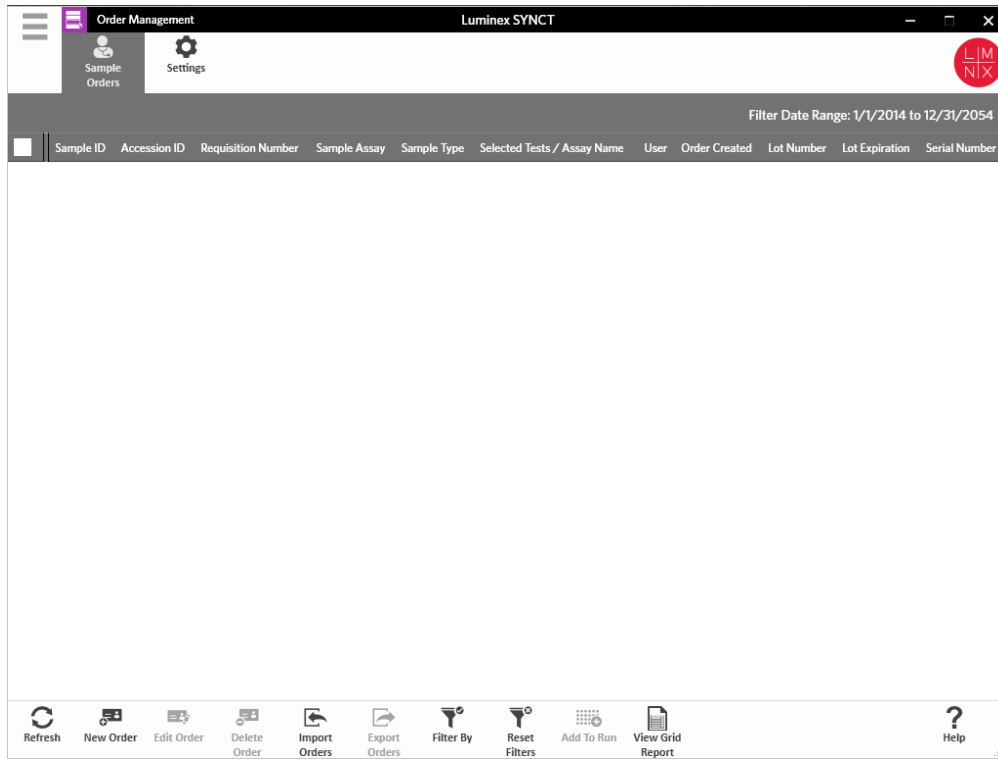 Order Management
Luminex SYNCT
Sample
Orders
Settings
L M
N X
Filter Date Range: 1/1/2014 to 12/31/2054
Sample ID Accession ID Requisition Number Sample Assay Sample Type Selected Tests / Assay Name User Order Created Lot Number Lot Expiration Serial Number
Refresh
New Order
Edit Order
Delete
Order
Import
Orders
Export
Orders
Filter By
Reset
Filters
Add To Run
View Grid
Report
?
Help